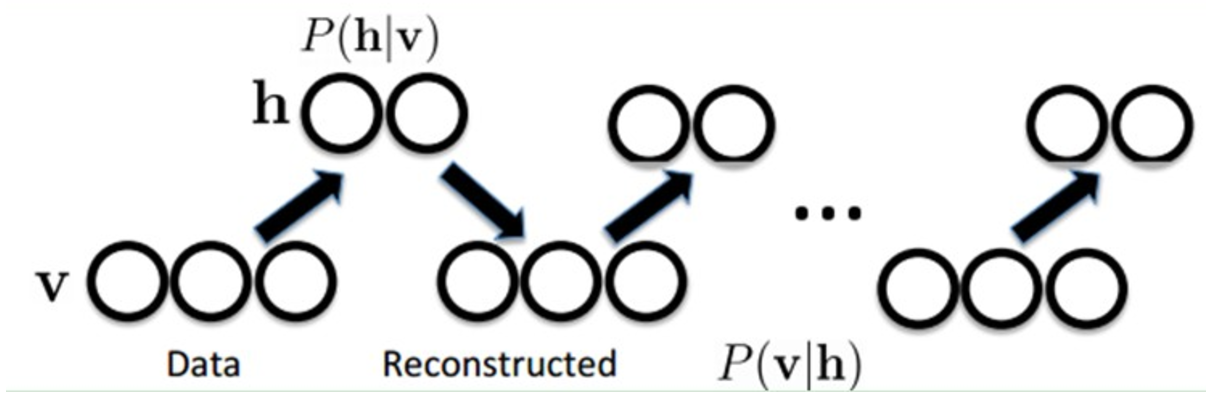 P(h|v)
h
...
v
Data
Reconstructed
P(v|h)